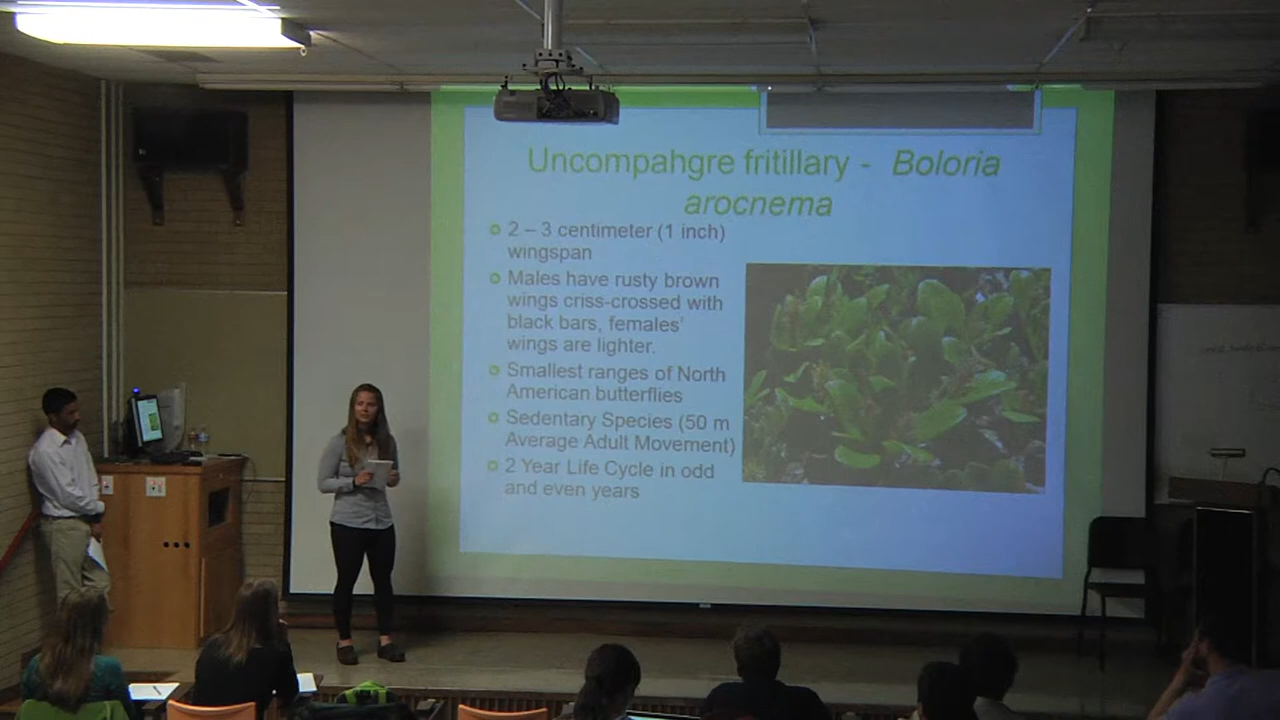 Uncompahgre fritillary - Boloria
arocnema
2 – 3 centimeter (1 inch)
wingspan
Males have rusty brown
wings criss-crossed with
black bars, females'
wings are lighter.
Smallest ranges of North
American butterflies
Sedentary Species (50 m
Average Adult Movement)
2 Year Life Cycle in odd
and even years